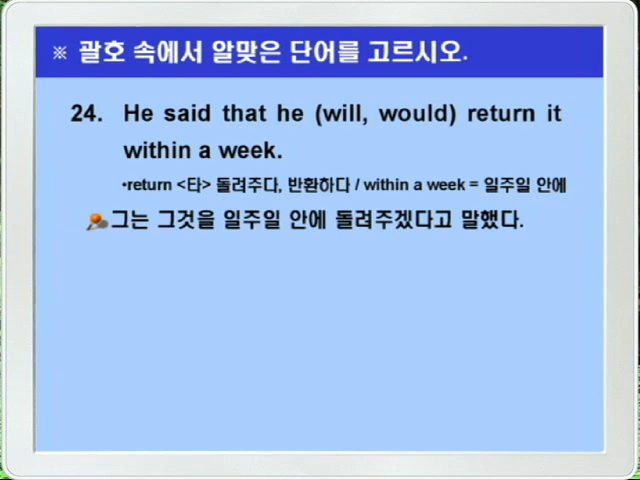 ※ 괄호 속에서 알맞은 단어를 고르시오.
24. He said that he (will, would) return it
within a week.
•return <타> 돌려주다, 반환하다 / within a week = 일주일 안에
그는 그것을 일주일 안에 돌려주겠다고 말했다.